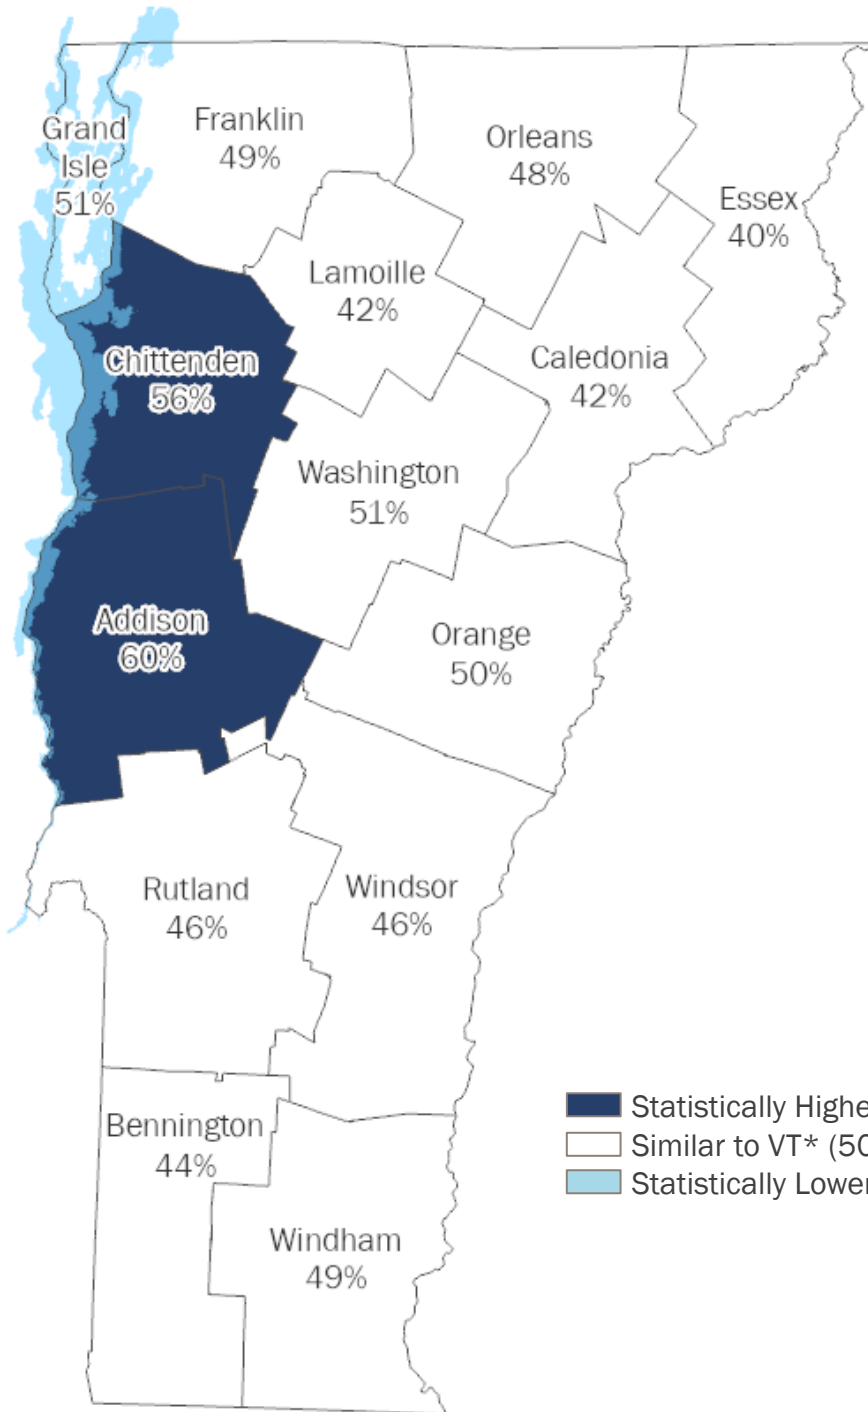 Grand
Isle
51%
Franklin
49%
Orleans
48%
Essex
40%
Lamoille
42%
Chittenden
56%
Caledonia
42%
Washington
51%
Addison
60%
Orange
50%
Rutland
46%
Windsor
46%
Bennington
44%
Windham
49%
Statistically Highe
Similar to VT* (50
Statistically Lower